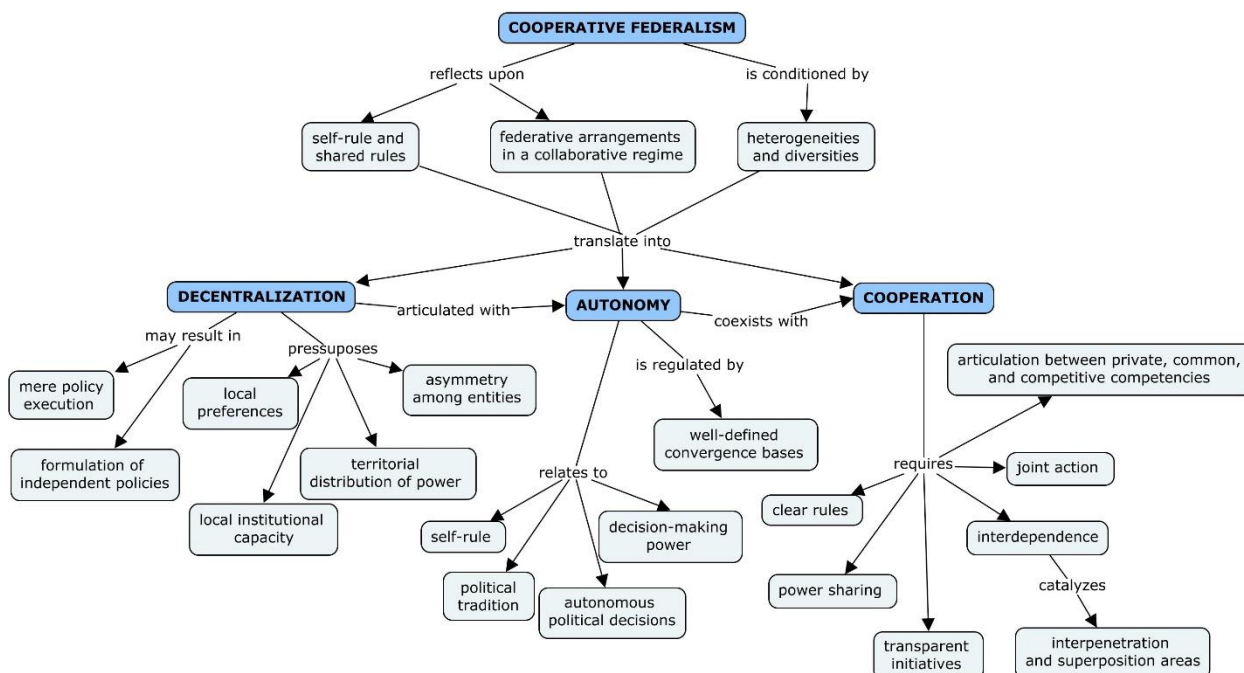 COOPERATIVE FEDERALISM
reflects upon
is conditioned by
self-rule and
shared rules
federative arrangements
in a collaborative regime
heterogeneities
and diversities
translate into
DECENTRALIZATION
articulated with
AUTONOMY
coexists with
COOPERATION
may result in
pressuposes
is regulated by
mere policy
execution
local
preferences
asymmetry
among entities
articulation between private, common,
and competitive competencies
formulation of
independent policies
territorial
distribution of power
well-defined
convergence bases
local institutional
capacity
relates to
requires
joint action
self-rule
decision-making
power
clear rules
interdependence
political
tradition
autonomous
political decisions
power sharing
catalyzes
transparent
initiatives
interpenetration
and superposition areas